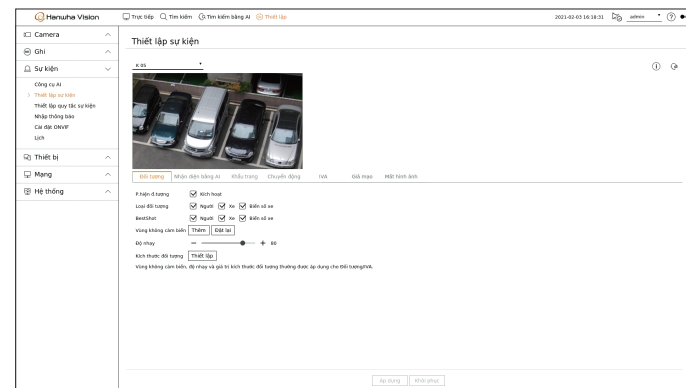 Hanwha Vision
Trực tiếp Tìm kiếm Tìm kiếm bằng AI Thiết lập 2021-02-03 16:18:31 admin
Camera
Ghi
Sự kiện
Công cụ AI
Thiết lập sự kiện
Thiết lập quy tắc sự kiện
Nhập thông báo
Cài đặt ONVIF
Lịch
Thiết bị
Mạng
Hệ thống
Thiết lập sự kiện
K 05
Đối tượng Nhận diện bằng AI Khẩu trang Chuyển động IVA Giả mạo Mất hình ảnh
P.hiện đ.tượng Kích hoạt
Loại đối tượng Người Xe Biển số xe
BestShot Người Xe Biển số xe
Vùng không cảm biến Thêm Đặt lại
Độ nhạy 80
Kích thước đối tượng Thiết lập
Vùng không cảm biến, độ nhạy và giá trị kích thước đối tượng thường được áp dụng cho Đối tượng/IVA.
Áp dụng Khôi phục